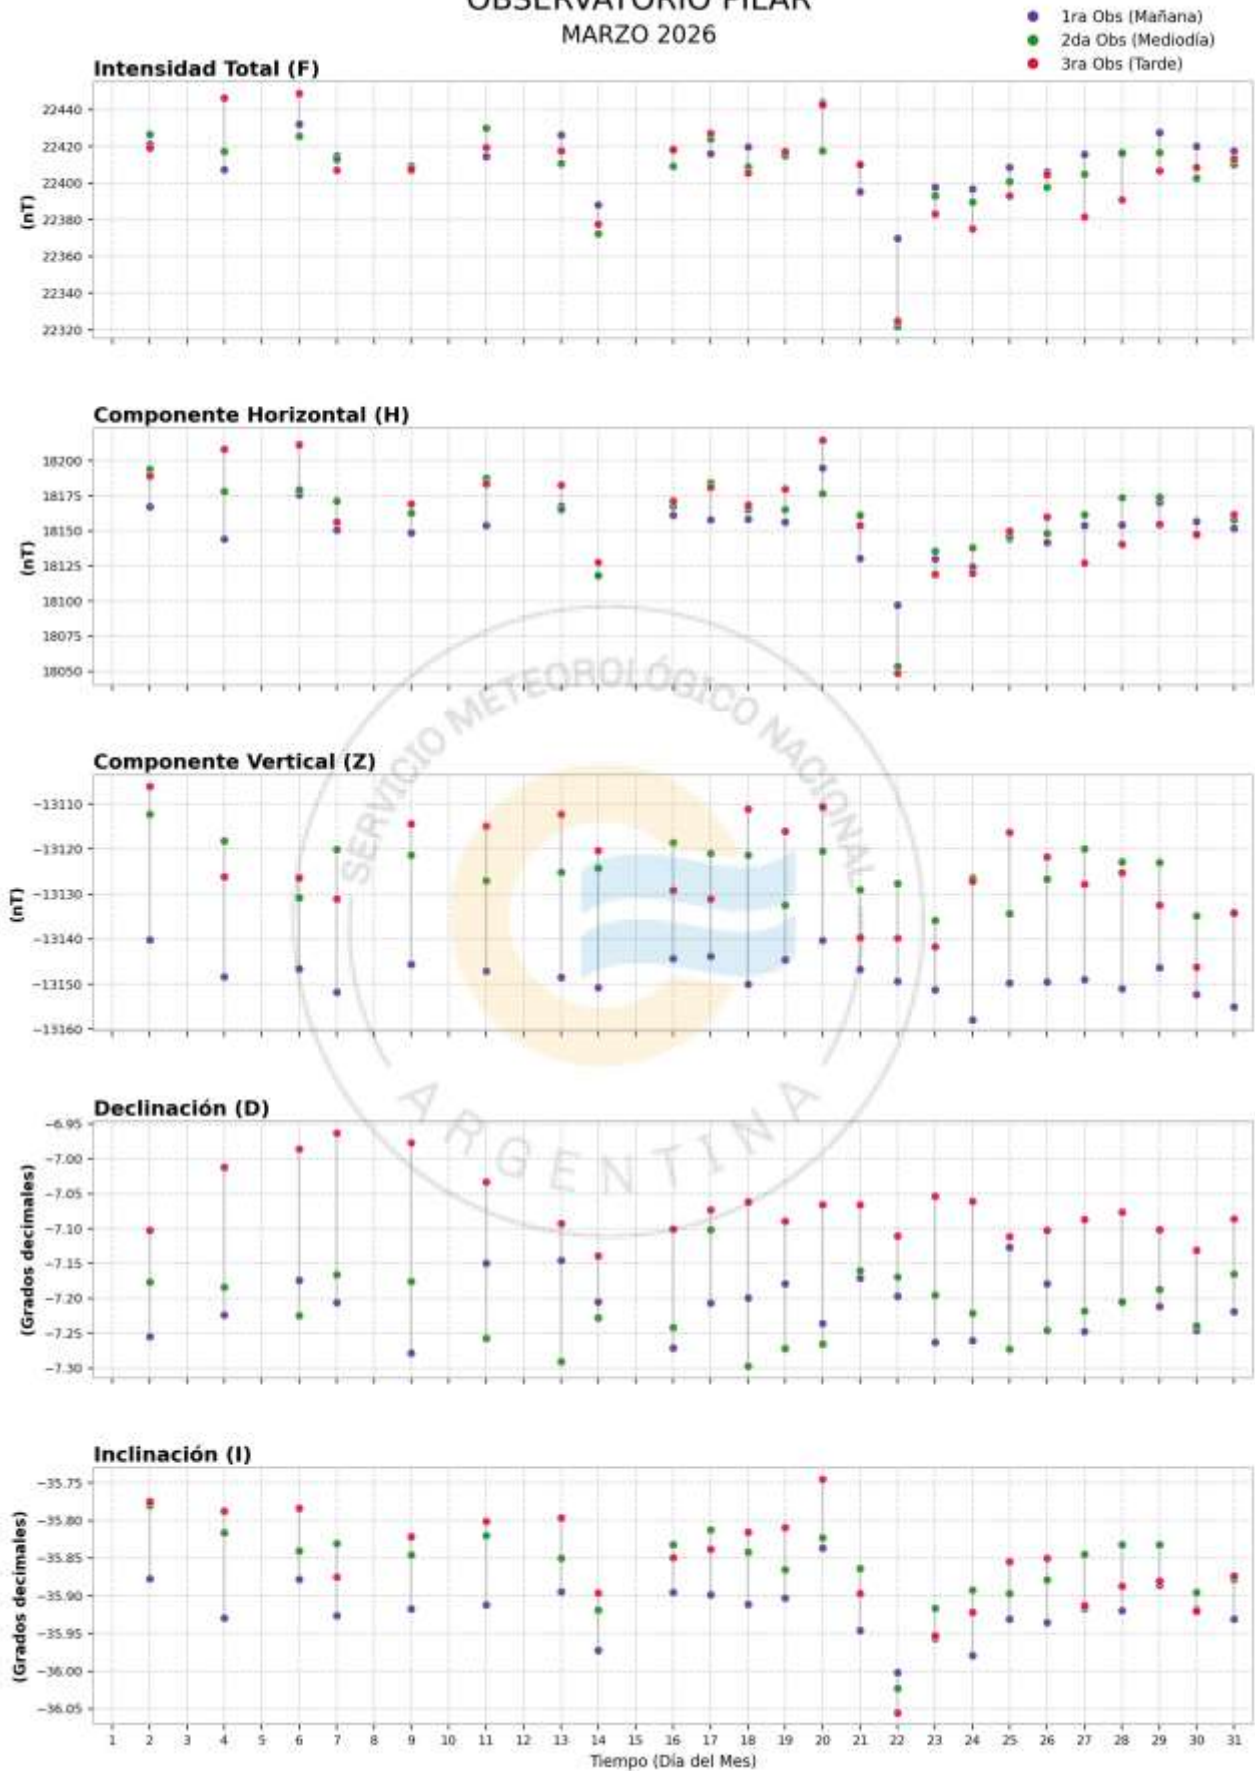 OBSERVATORIO PILAR
MARZO 2026
1ra Obs (Mañana)
2da Obs (Mediodía)
3ra Obs (Tarde)
Intensidad Total (F)
22440
22420
22400
22380
22360
22340
22320
(nT)
Componente Horizontal (H)
18200
18175
18150
18125
18100
18075
18050
(nT)
Componente Vertical (Z)
−13110
−13120
−13130
−13140
−13150
−13160
(nT)
Declinación (D)
−6.95
−7.00
−7.05
−7.10
−7.15
−7.20
−7.25
−7.30
(Grados decimales)
Inclinación (I)
−35.75
−35.80
−35.85
−35.90
−35.95
−36.00
−36.05
(Grados decimales)
1 2 3 4 5 6 7 8 9 10 11 12 13 14 15 16 17 18 19 20 21 22 23 24 25 26 27 28 29 30 31
Tiempo (Día del Mes)
SERVICIO METEOROLÓGICO NACIONAL
ARGENTINA